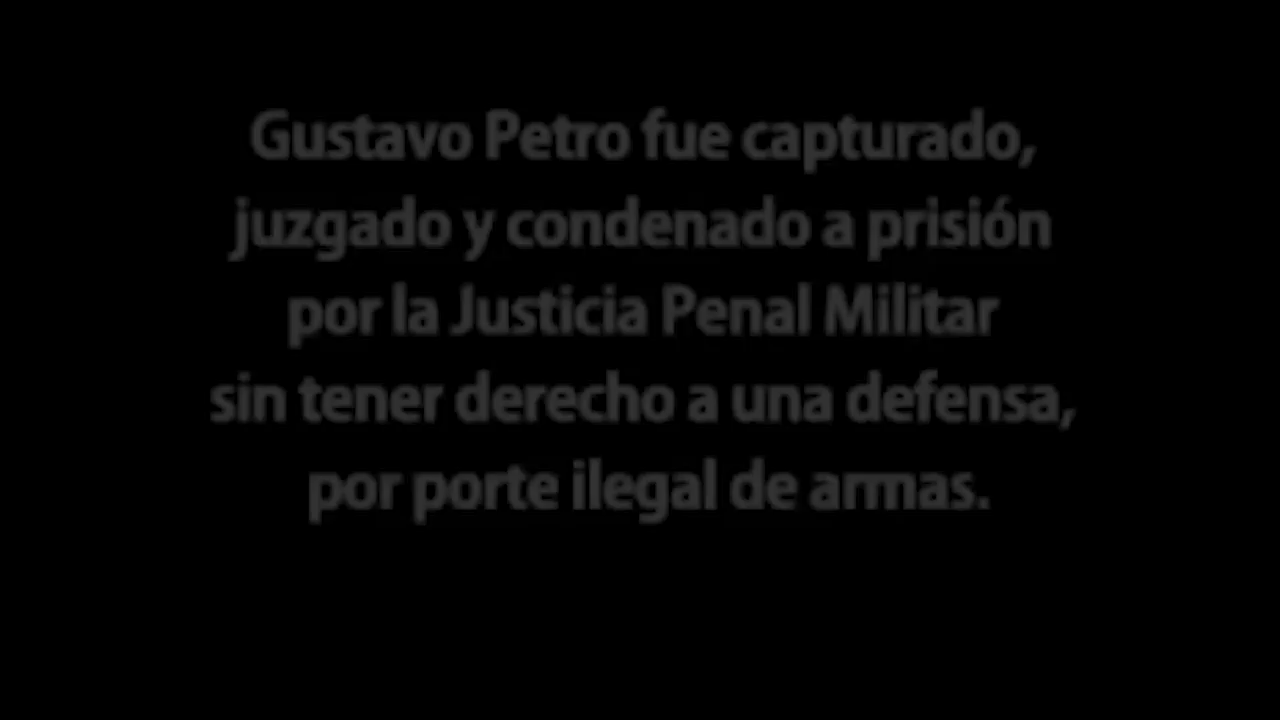 Gustavo Petro fue capturado,
juzgado y condenado a prisión
por la Justicia Penal Militar
sin tener derecho a una defensa,
por porte ilegal de armas.